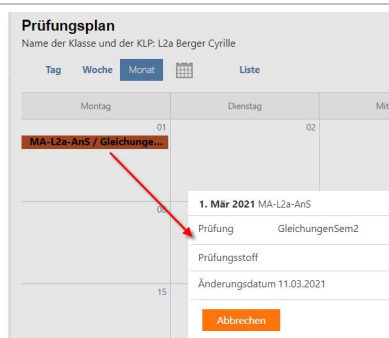 Prüfungsplan
Name der Klasse und der KLP: L2a Berger Cyrille
Tag Woche Monat Liste
Montag Dienstag Mit
01 02
MA-L2a-AnS / Gleichunge...
08
1. Mär 2021 MA-L2a-AnS
Prüfung GleichungenSem2
Prüfungsstoff
Änderungsdatum 11.03.2021
15
Abbrechen